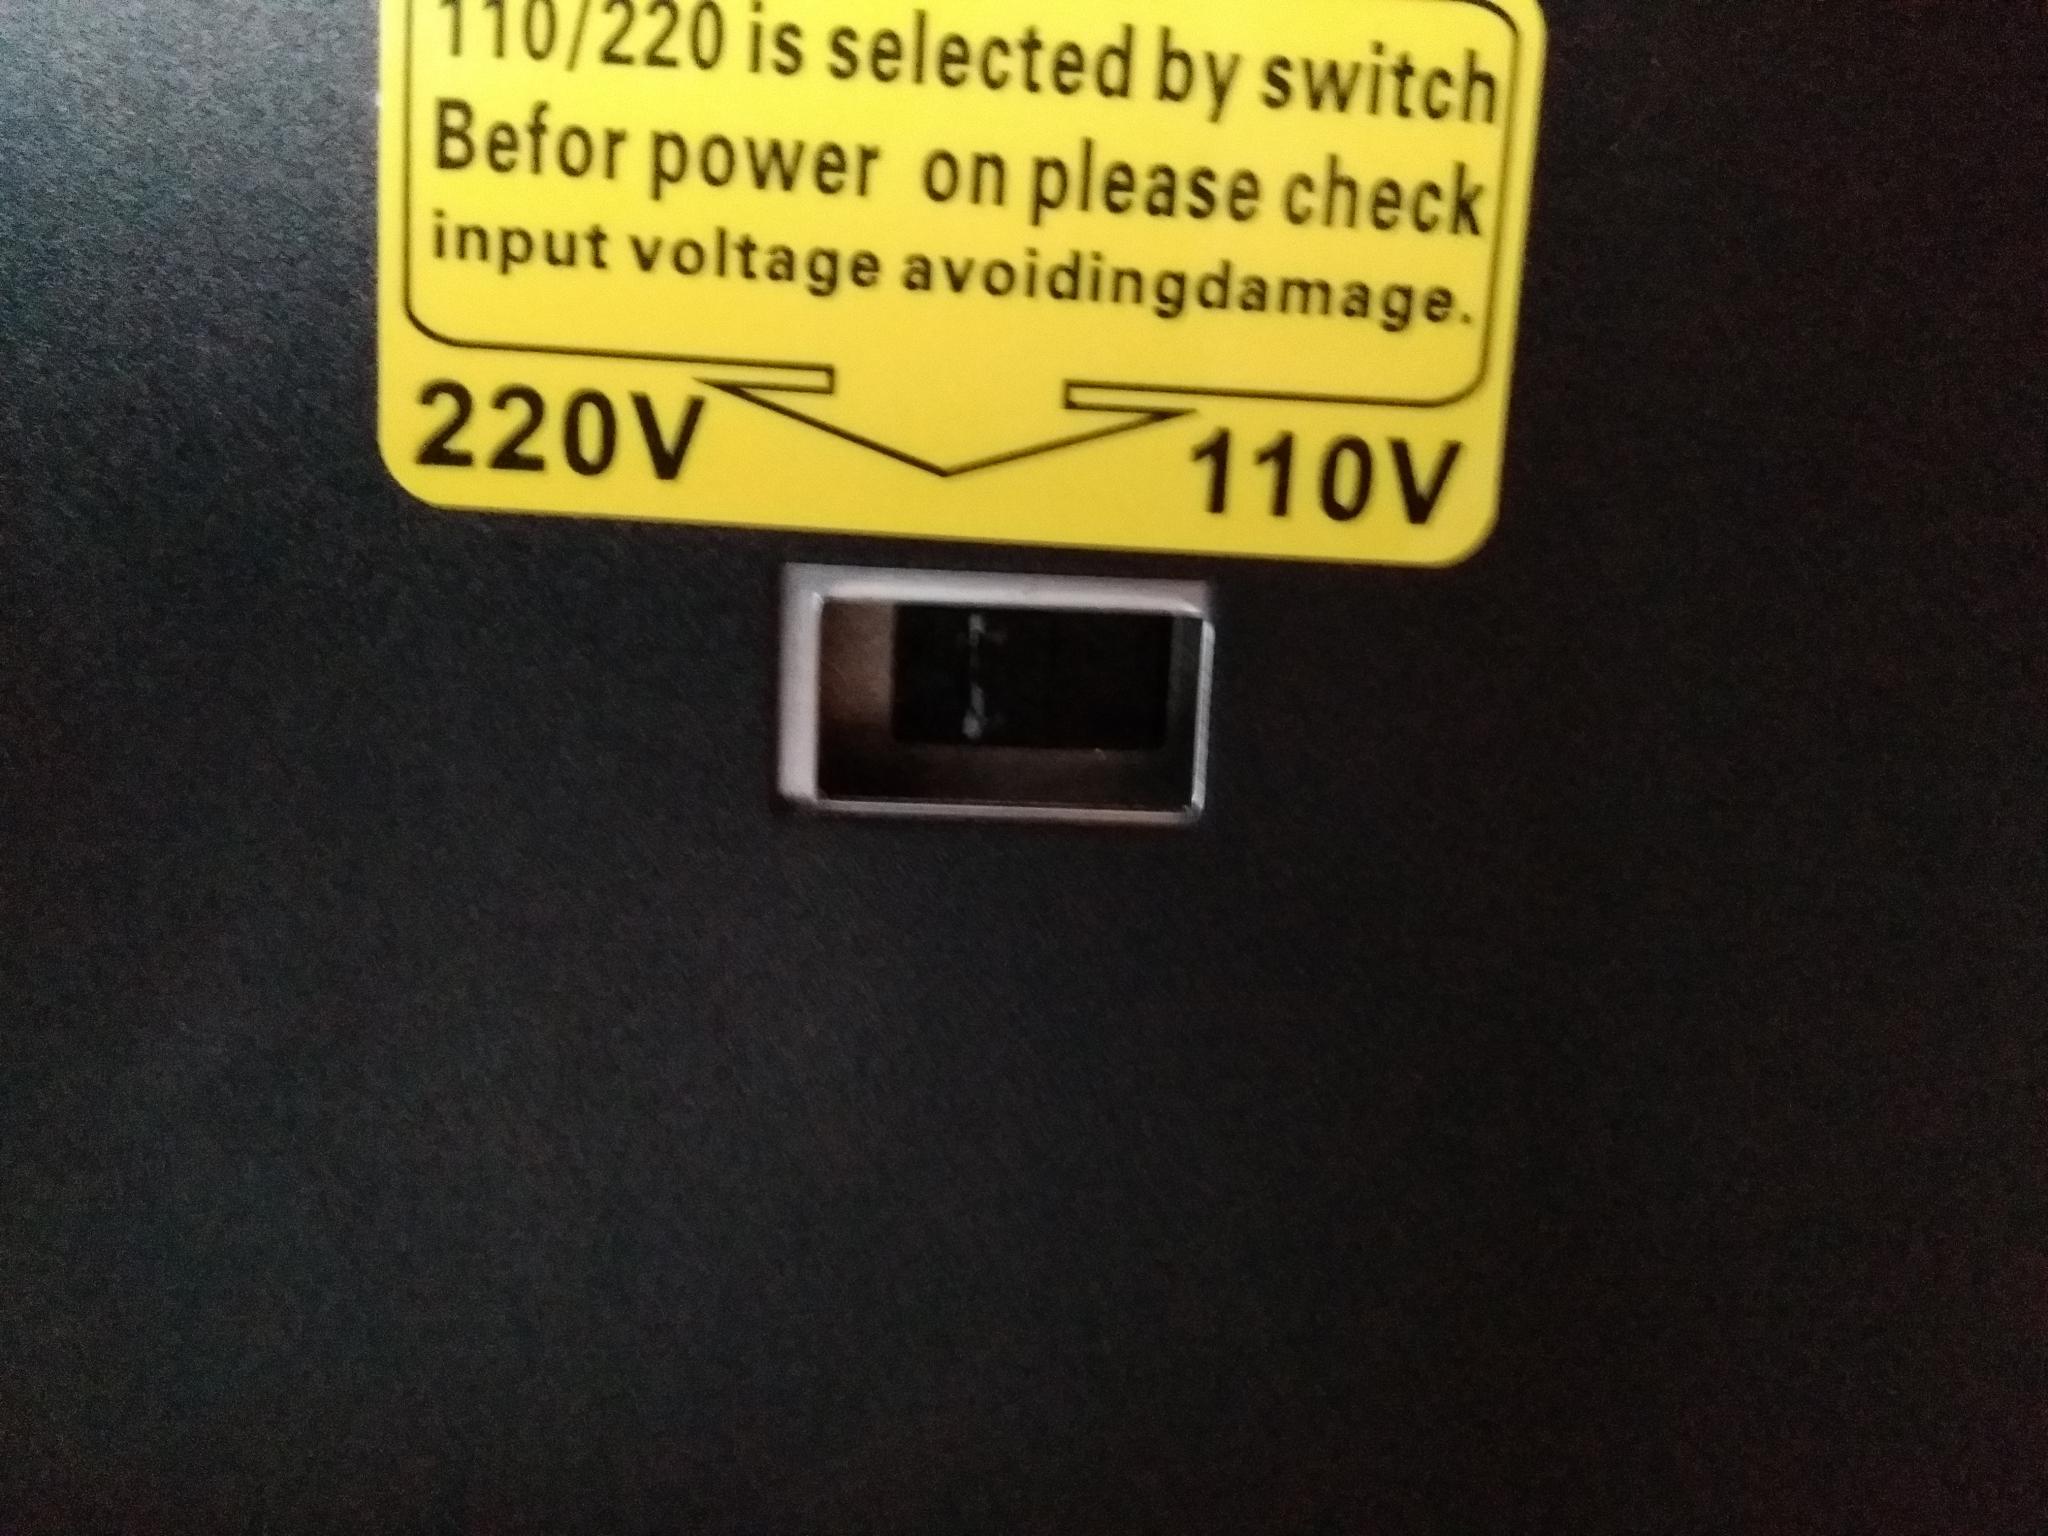 110/220 is selected by switch
Befor power on please check
input voltage avoidingdamage.
220V 110V